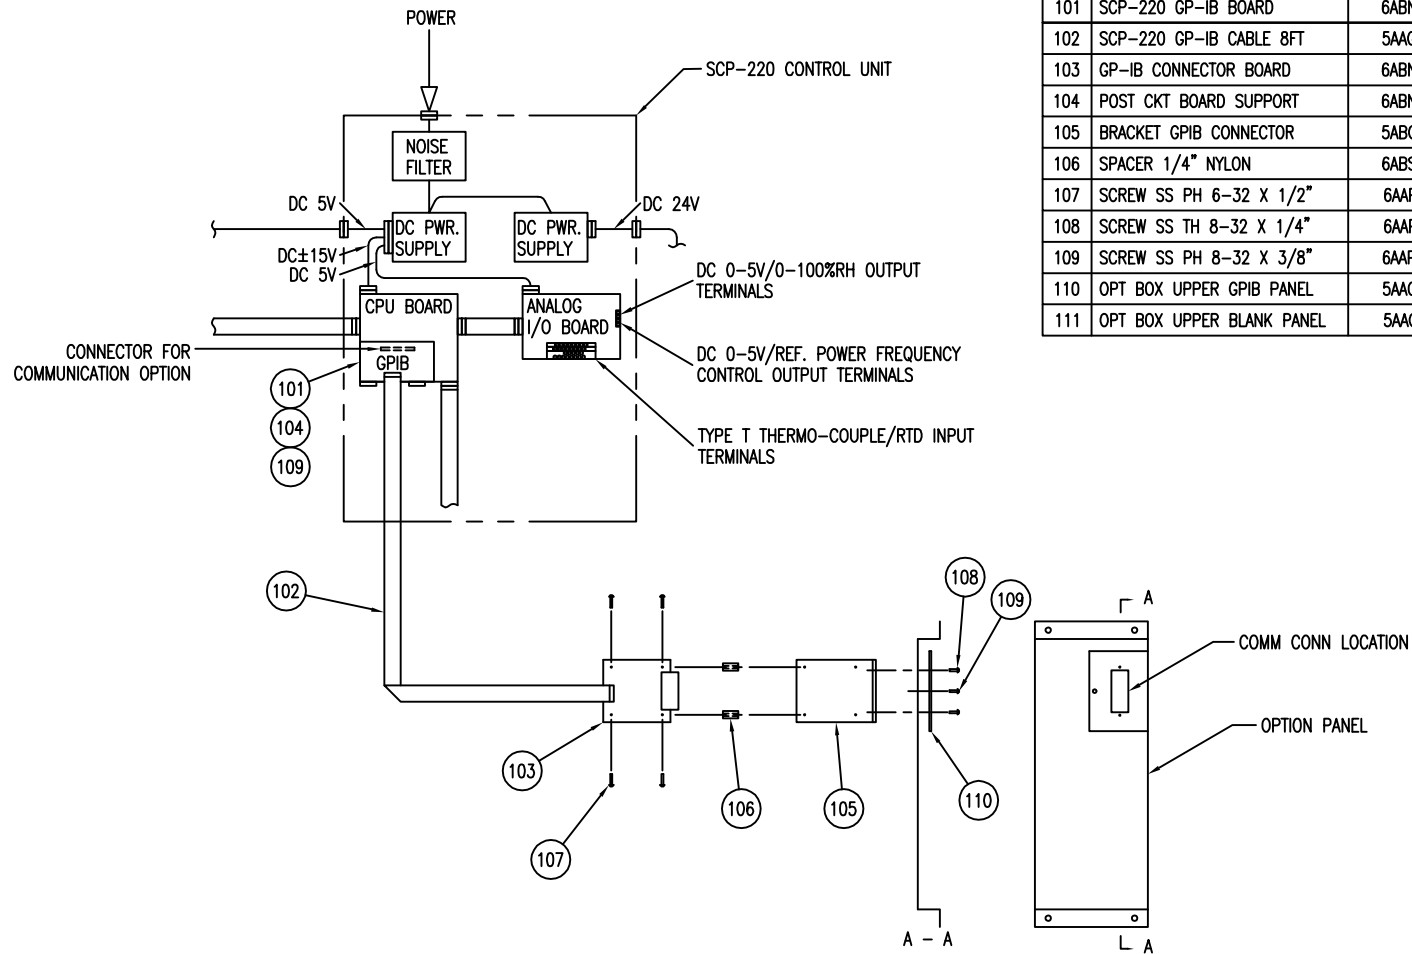 POWER
SCP-220 CONTROL UNIT
NOISE
FILTER
DC 5V
DC PWR.
SUPPLY
DC PWR.
SUPPLY
DC 24V
DC±15V
DC 5V
CPU BOARD
ANALOG
I/O BOARD
DC 0-5V/0-100%RH OUTPUT
TERMINALS
CONNECTOR FOR
COMMUNICATION OPTION
GPIB
DC 0-5V/REF. POWER FREQUENCY
CONTROL OUTPUT TERMINALS
101
104
109
TYPE T THERMO-COUPLE/RTD INPUT
TERMINALS
101 SCP-220 GP-IB BOARD
102 SCP-220 GP-IB CABLE 8FT
103 GP-IB CONNECTOR BOARD
104 POST CKT BOARD SUPPORT
105 BRACKET GPIB CONNECTOR
106 SPACER 1/4" NYLON
107 SCREW SS PH 6-32 X 1/2"
108 SCREW SS TH 8-32 X 1/4"
109 SCREW SS PH 8-32 X 3/8"
110 OPT BOX UPPER GPIB PANEL
111 OPT BOX UPPER BLANK PANEL
102
108
109
A
COMM CONN LOCATION
OPTION PANEL
103
106
105
110
107
A - A
A